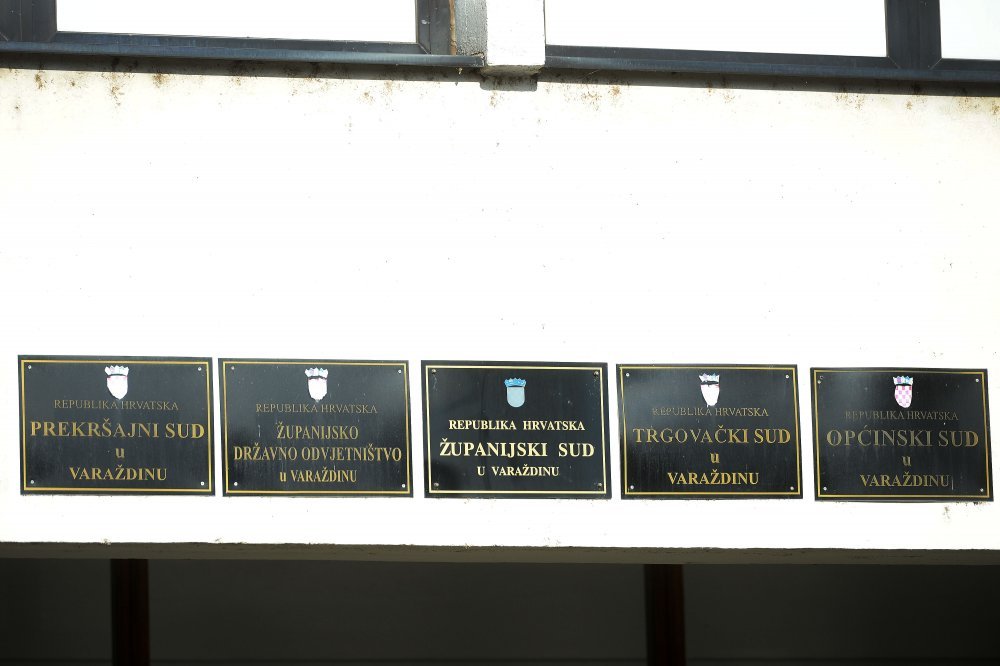 REPUBLIKA HRVATSKA
PREKRŠAJNI SUD
u
VARAŽDINU
REPUBLIKA HRVATSKA
ŽUPANIJSKO
DRŽAVNO ODVJETNIŠTVO
u VARAŽDINU
REPUBLIKA HRVATSKA
ŽUPANIJSKI SUD
U VARAŽDINU
REPUBLIKA HRVATSKA
TRGOVAČKI SUD
u
VARAŽDINU
REPUBLIKA HRVATSKA
OPĆINSKI SUD
u
VARAŽDINU